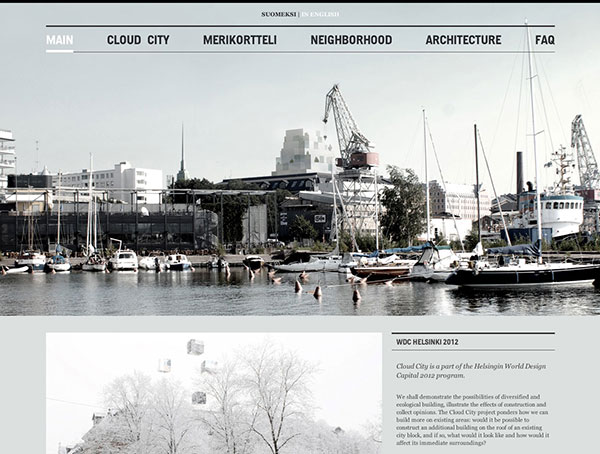 SUOMEKSI | IN ENGLISH
MAIN CLOUD CITY MERIKORTTELI NEIGHBORHOOD ARCHITECTURE FAQ
WDC HELSINKI 2012
Cloud City is a part of the Helsingin World Design
Capital 2012 program.
We shall demonstrate the possibilities of diversified and
ecological building, illustrate the effects of construction and
collect opinions. The Cloud City project ponders how we can
build more on existing areas: would it be possible to
construct an additional building on the roof of an existing
city block, and if so, what would it look like and how would it
affect its immediate surroundings?